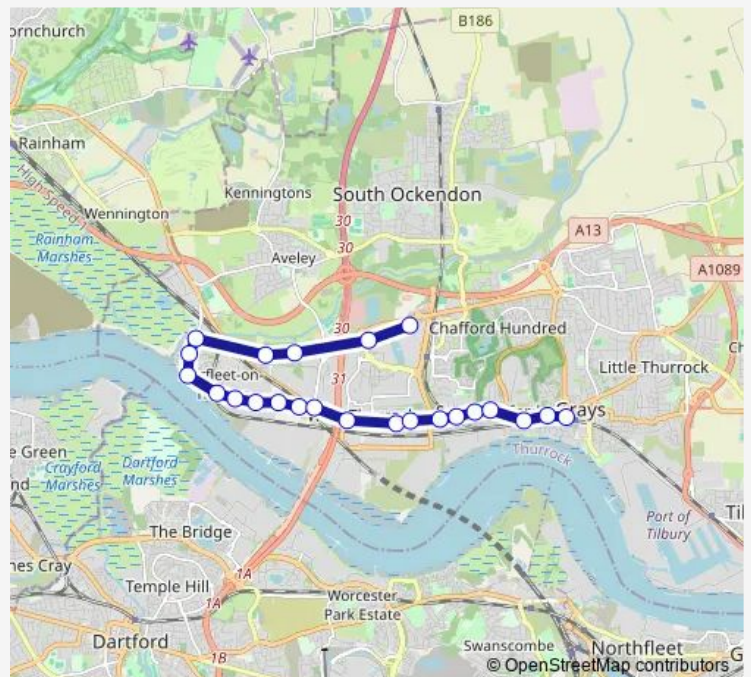 B186
ornchurch
Rainham
Kenningtons
South Ockendon
High Speed 1
Wennington
30
A13
Rainham
Marshes
30
Aveley
A1089
30
Chafford Hundred
Little Thurrock
fleet-on-
31
Grays
Thurrock
e Green
Crayford
Marshes
Dartford
Marshes
Port of
Tilbury
The Bridge
nes Cray
1A
Temple Hill
1A
Worcester
Park Estate
Dartford
1B
Swanscombe
Northfleet
© OpenStreetMap contributors